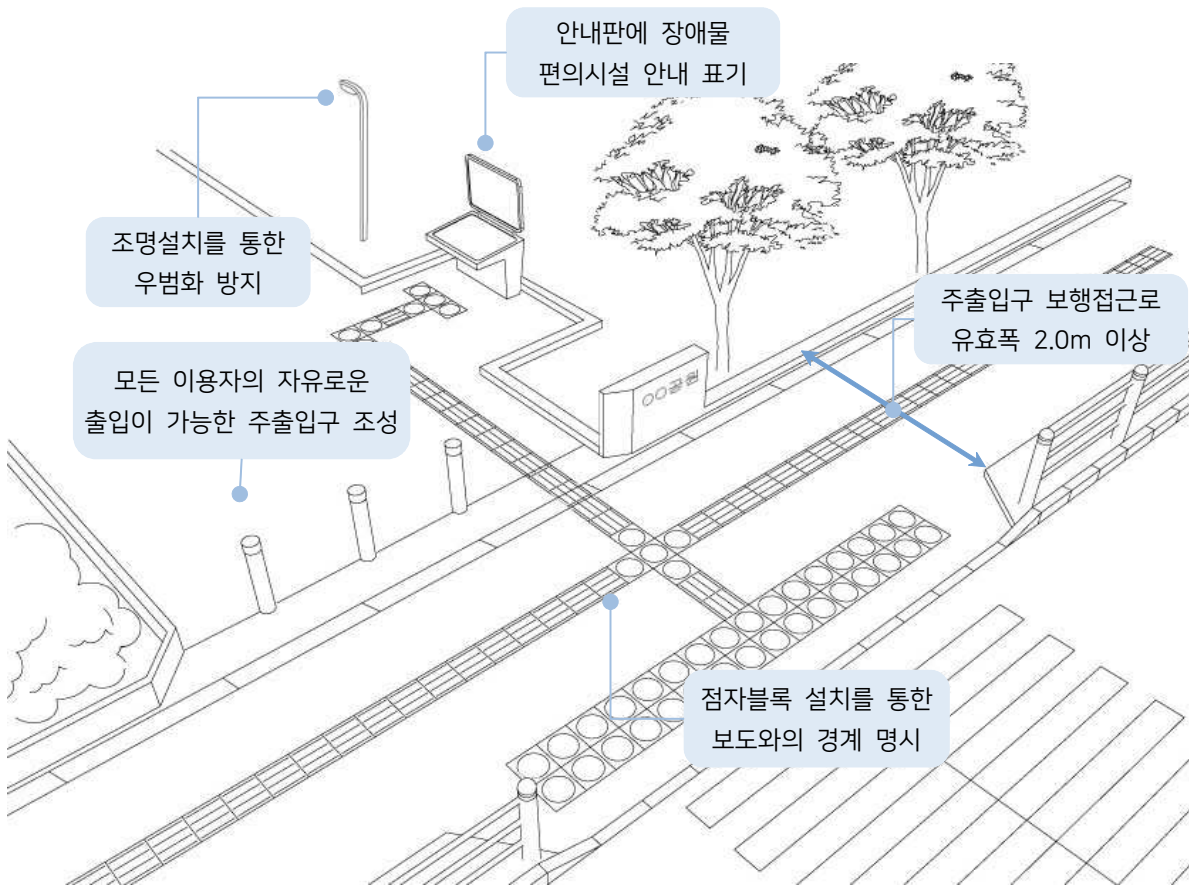 안내판에 장애물
편의시설 안내 표기
조명설치를 통한
우범화 방지
주출입구 보행접근로
유효폭 2.0m 이상
모든 이용자의 자유로운
출입이 가능한 주출입구 조성
○○공원
점자블록 설치를 통한
보도와의 경계 명시